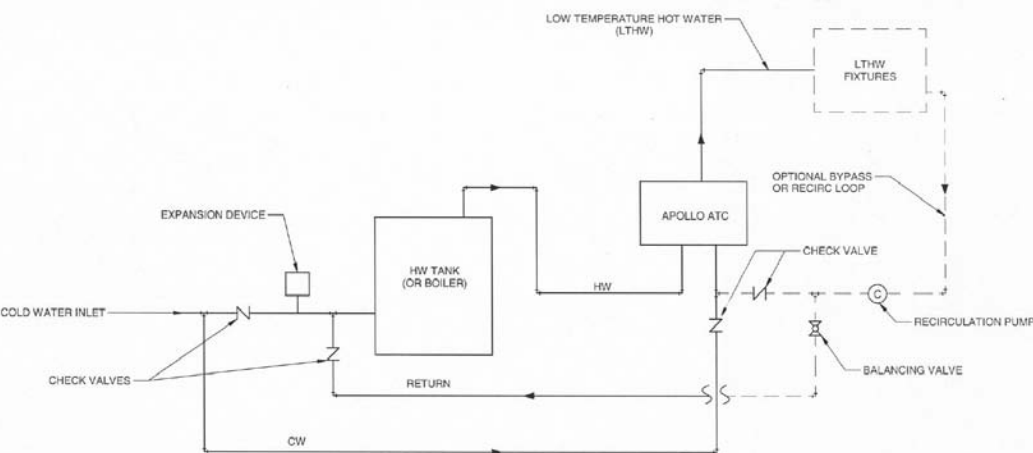 LOW TEMPERATURE HOT WATER
(LTHW)
LTHW
FIXTURES
OPTIONAL BYPASS
OR RECIRC LOOP
EXPANSION DEVICE
APOLLO ATC
HW TANK
(OR BOILER)
CHECK VALVE
HW
COLD WATER INLET
C
RECIRCULATION PUMP
BALANCING VALVE
CHECK VALVES
RETURN
CW